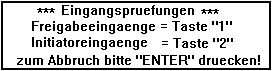 *** Eingangspruefungen ***
Freigabeeingaenge = Taste "1"
Initiatoreingaenge = Taste "2"
zum Abbruch bitte "ENTER" druecken!